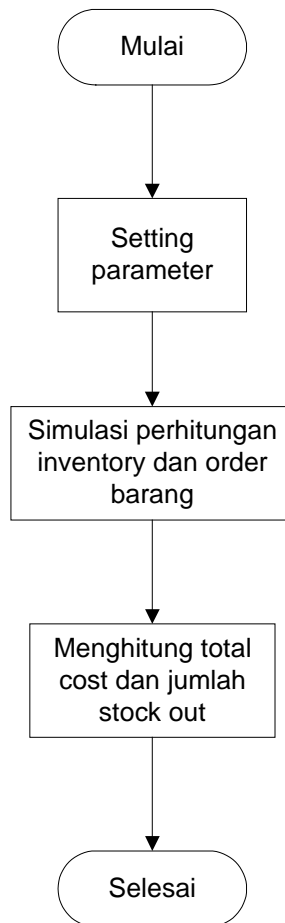 Mulai
Setting
parameter
Simulasi perhitungan
inventory dan order
barang
Menghitung total
cost dan jumlah
stock out
Selesai